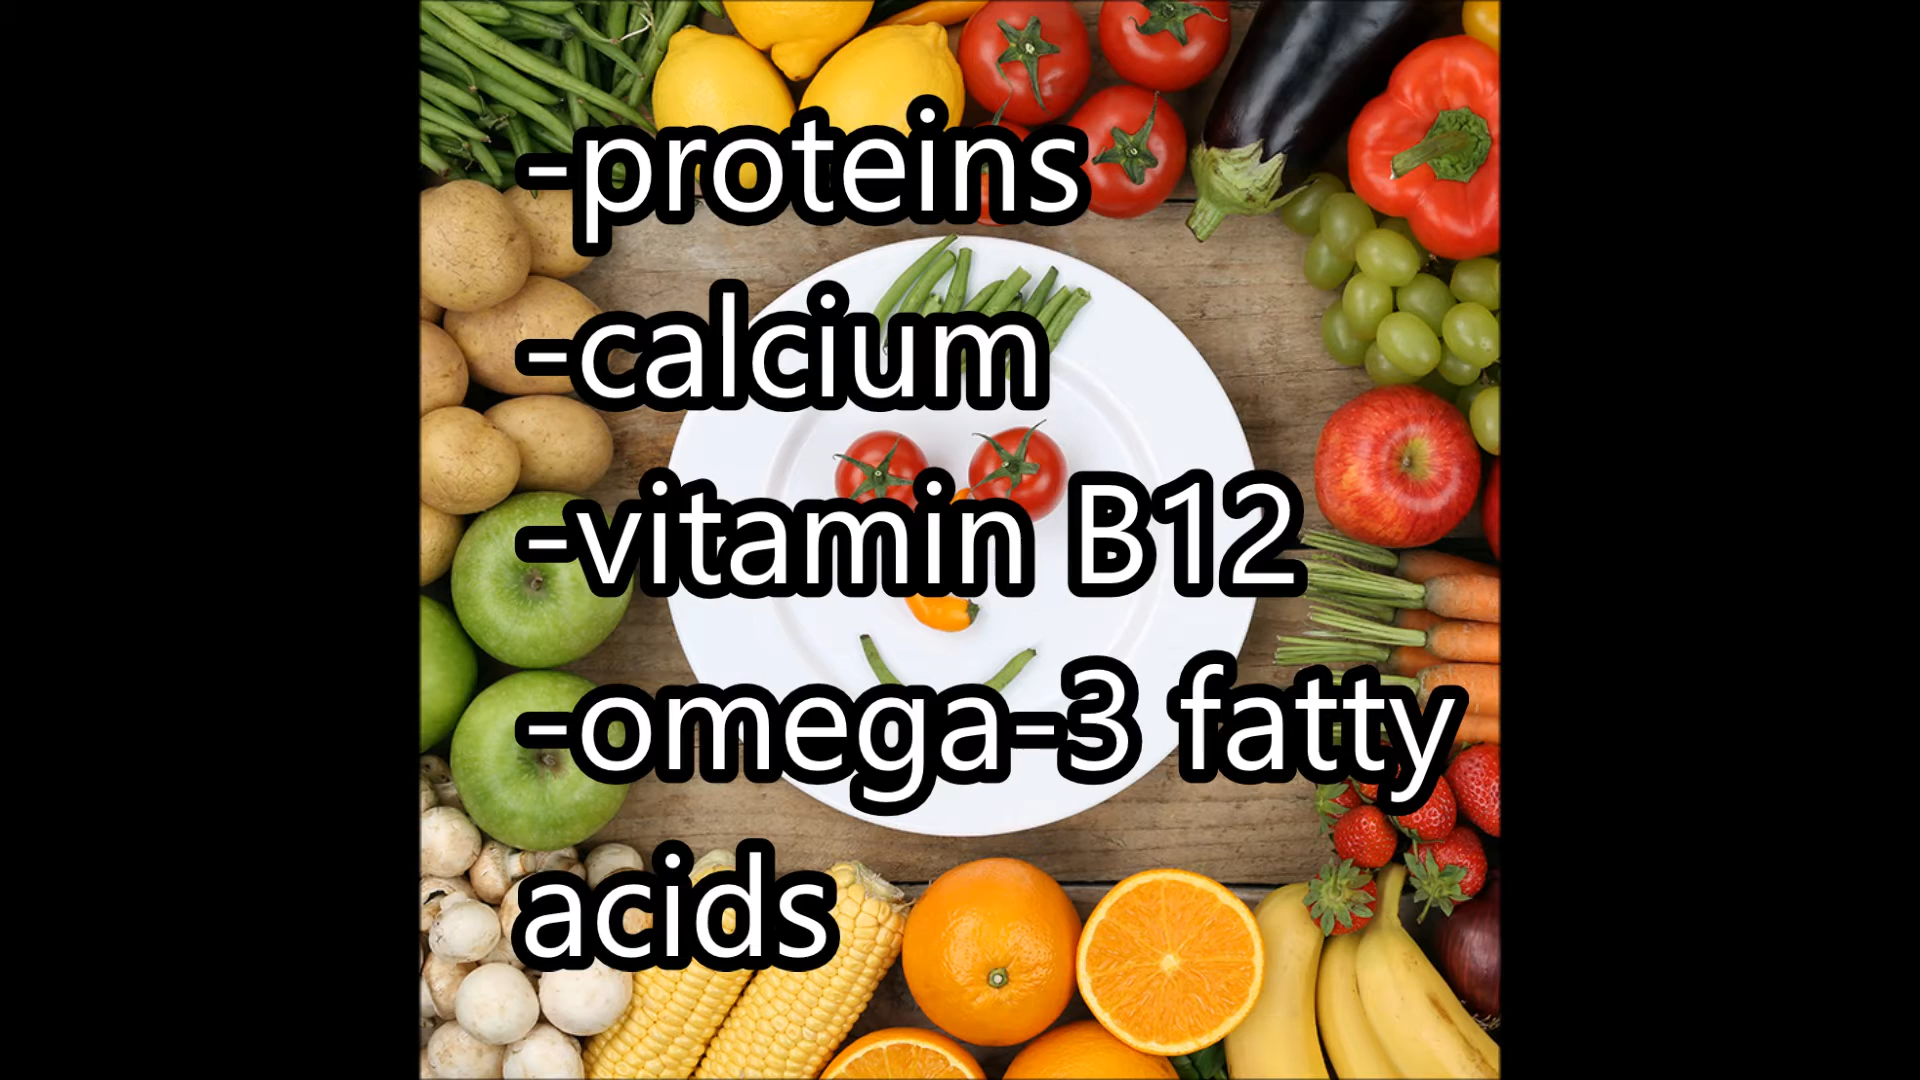 -proteins
-calcium
-vitamin B12
-omega-3 fatty
acids